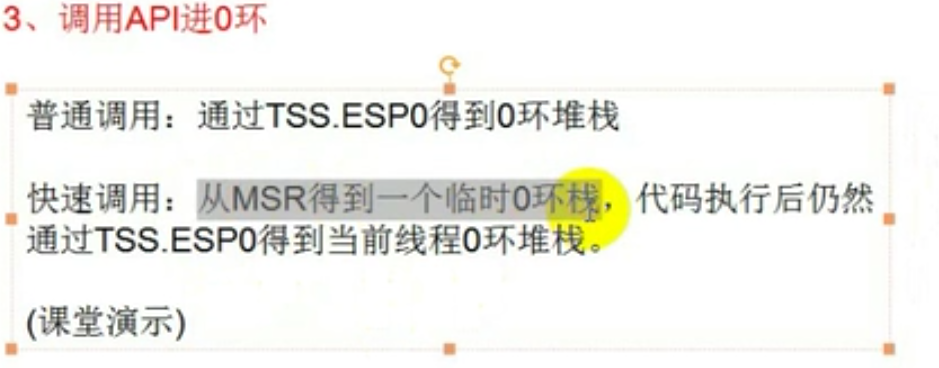 3、调用API进0环
普通调用：通过TSS.ESP0得到0环堆栈
快速调用：从MSR得到一个临时0环栈，代码执行后仍然
通过TSS.ESP0得到当前线程0环堆栈。
(课堂演示)